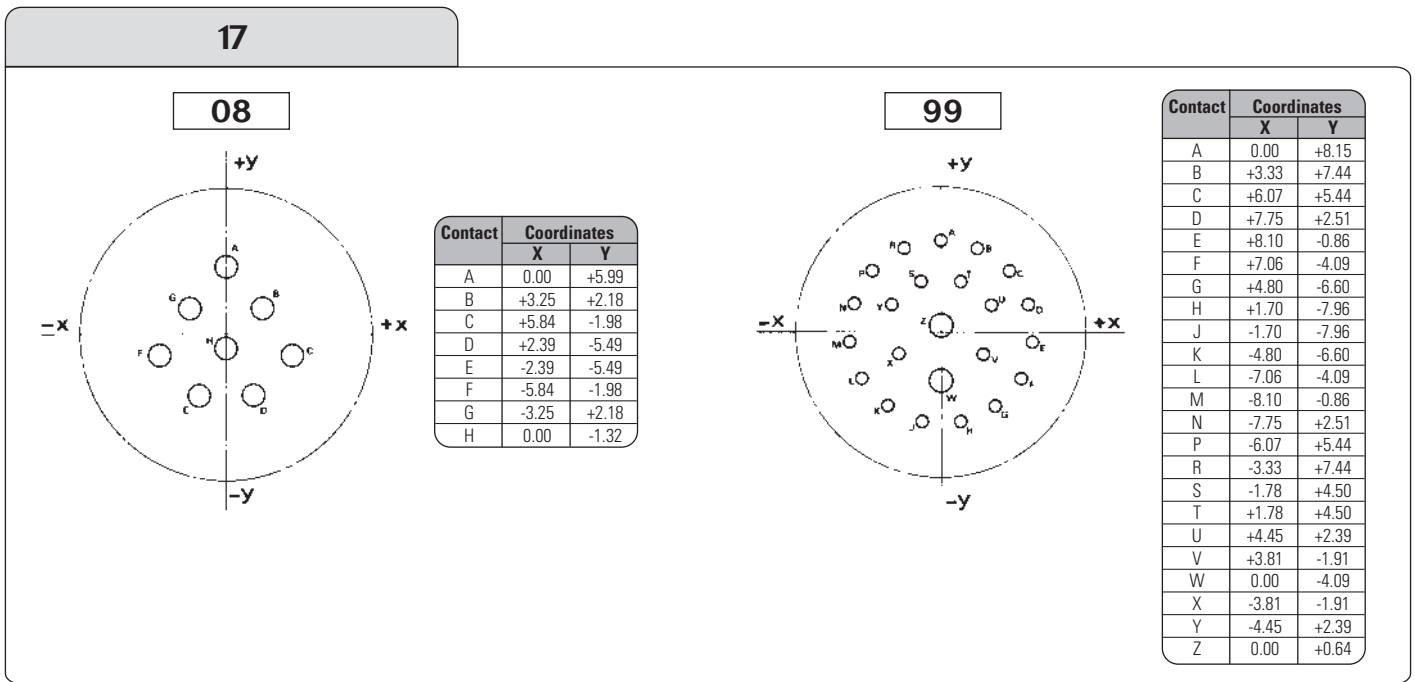 17
08
+y
A
G
B
-x
+x
H
F
C
E
D
-y
Contact Coordinates
X Y
A 0.00 +5.99
B +3.25 +2.18
C +5.84 -1.98
D +2.39 -5.49
E -2.39 -5.49
F -5.84 -1.98
G -3.25 +2.18
H 0.00 -1.32
99
+y
R A B
P S T C
N Y U D
Z
-x +x
M X V E
L W
K G
J H
-y
Contact Coordinates
X Y
A 0.00 +8.15
B +3.33 +7.44
C +6.07 +5.44
D +7.75 +2.51
E +8.10 -0.86
F +7.06 -4.09
G +4.80 -6.60
H +1.70 -7.96
J -1.70 -7.96
K -4.80 -6.60
L -7.06 -4.09
M -8.10 -0.86
N -7.75 +2.51
P -6.07 +5.44
R -3.33 +7.44
S -1.78 +4.50
T +1.78 +4.50
U +4.45 +2.39
V +3.81 -1.91
W 0.00 -4.09
X -3.81 -1.91
Y -4.45 +2.39
Z 0.00 +0.64